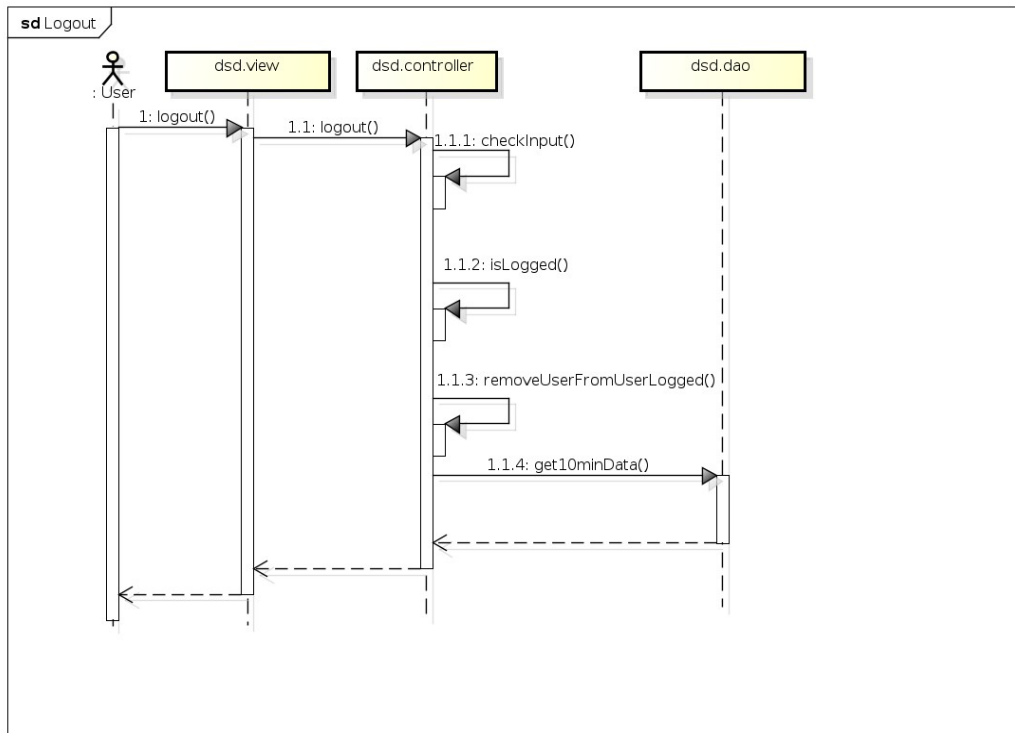 sd Logout
dsd.view
dsd.controller
dsd.dao
: User
1: logout()
1.1: logout()
1.1.1: checkInput()
1.1.2: isLogged()
1.1.3: removeUserFromUserLogged()
1.1.4: get10minData()